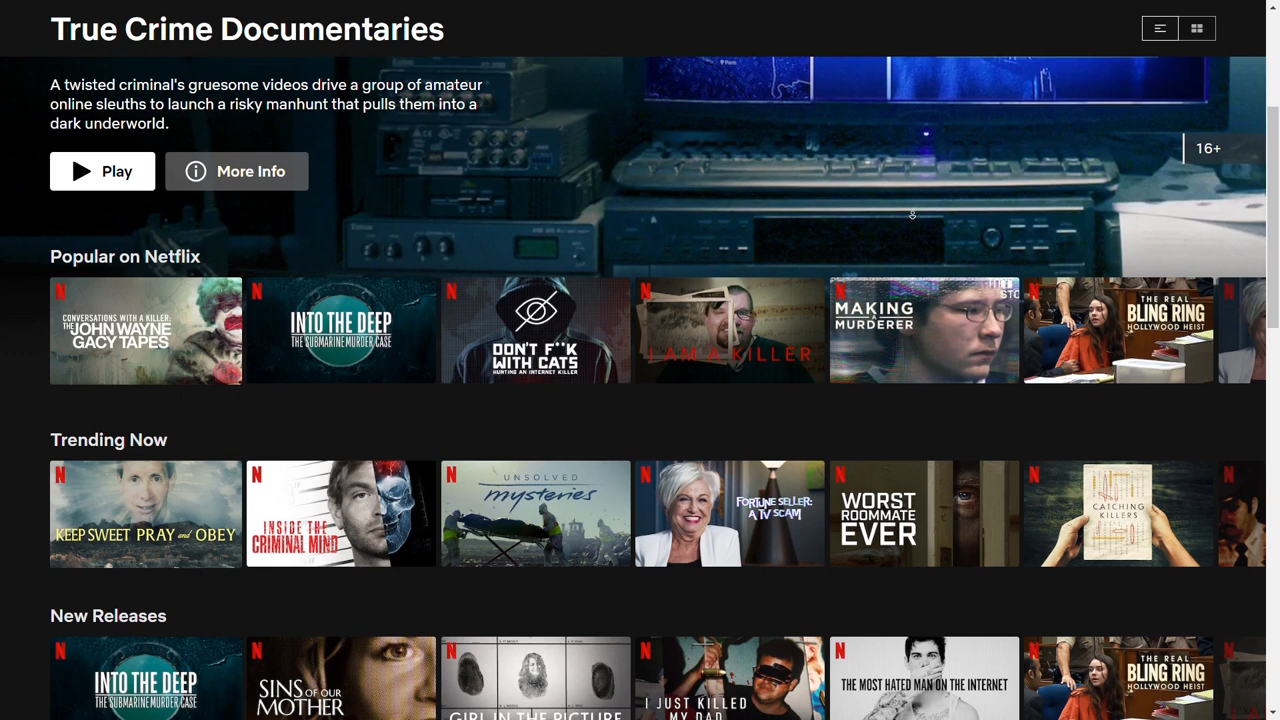 True Crime Documentaries
A twisted criminal's gruesome videos drive a group of amateur
online sleuths to launch a risky manhunt that pulls them into a
dark underworld.
16+
Play
More Info
Popular on Netflix
N
CONVERSATIONS WITH A KILLER:
THE JOHN WAYNE
GACY TAPES
N
INTO THE DEEP
THE SUBMARINE MURDER CASE
N
DON'T F**K
WITH CATS
HUNTING AN INTERNET KILLER
N
I AM A KILLER
N
MAKING
A
MURDERER
N
THE REAL
BLING RING
HOLLYWOOD HEIST
Trending Now
N
KEEP SWEET PRAY and OBEY
N
INSIDE THE
CRIMINAL MIND
N
UNSOLVED
mysteries
N
FORTUNE SELLER:
A TV SCAM
N
WORST
ROOMMATE
EVER
N
CATCHING
KILLERS
New Releases
N
INTO THE DEEP
THE SUBMARINE MURDER CASE
N
SINS OF OUR
MOTHER
N
GIRL IN THE PICTURE
N
I JUST KILLED
MY DAD
N
THE MOST HATED MAN ON THE INTERNET
N
THE REAL
BLING RING
HOLLYWOOD HEIST